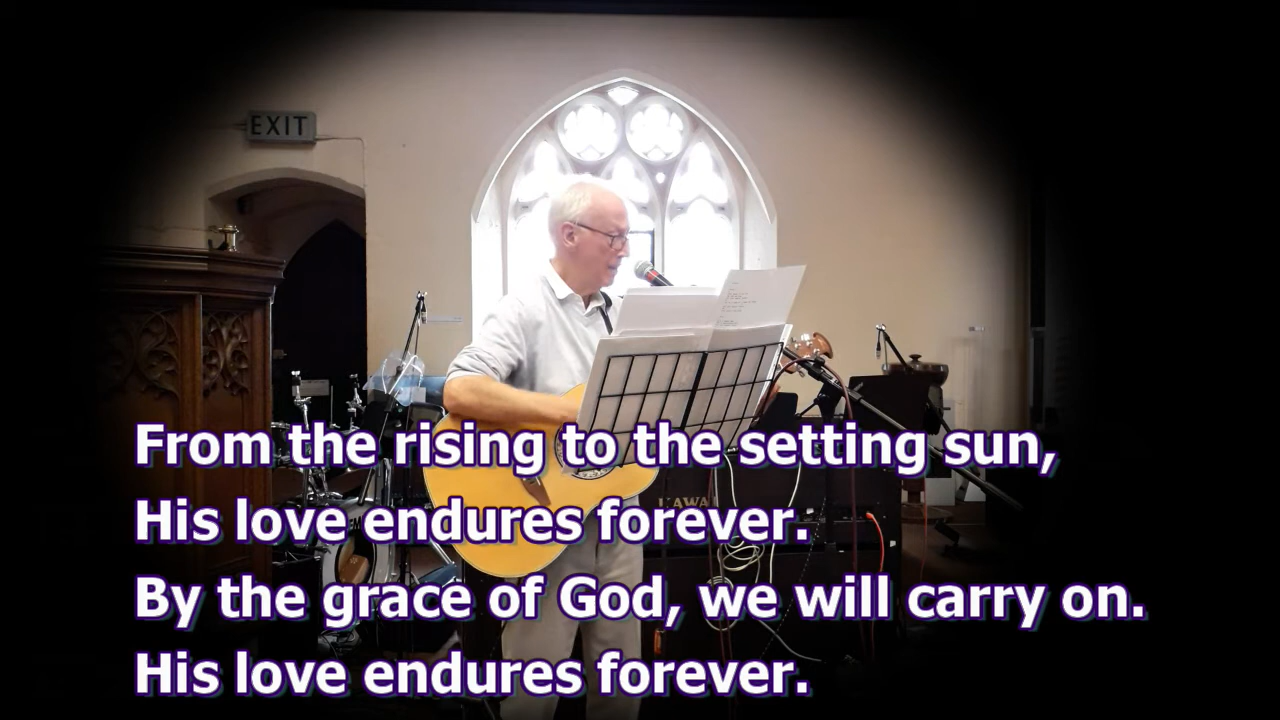 EXIT
From the rising to the setting sun,
His love endures forever.
KAWAI
By the grace of God, we will carry on.
His love endures forever.